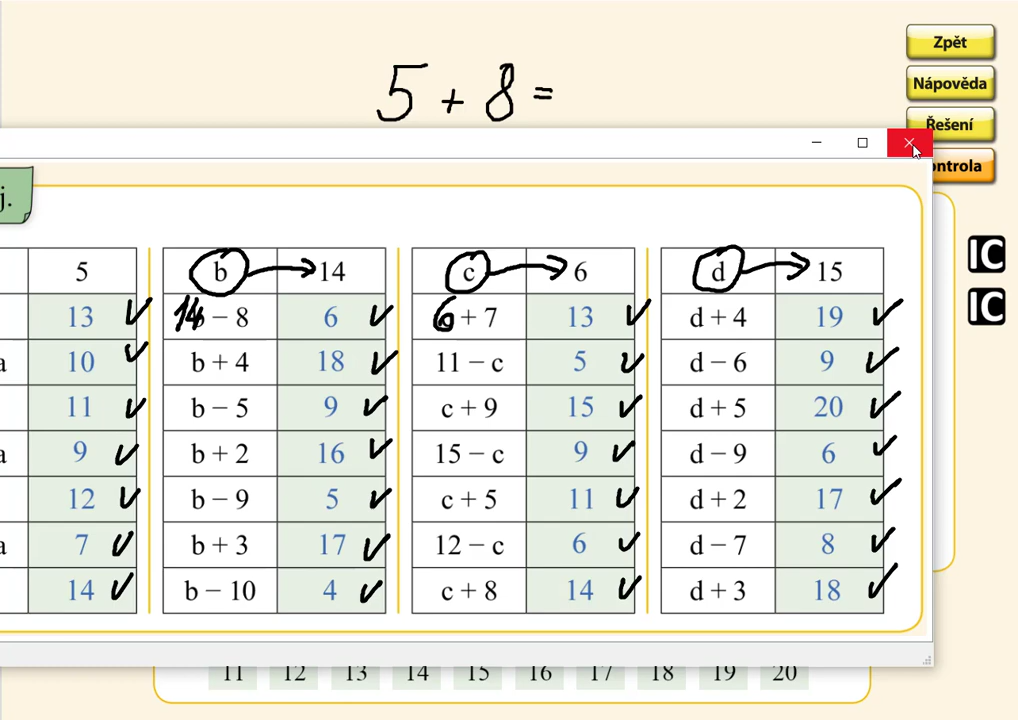 Zpět
5 + 8 =
Nápověda
Řešení
ontrola
j.
5 b → 14 c → 6 d → 15
IC
13 ✓ 14 − 8 6 ✓ 6 + 7 13 ✓ d + 4 19 ✓
IC
a 10 ✓ b + 4 18 ✓ 11 − c 5 ✓ d − 6 9 ✓
11 ✓ b − 5 9 ✓ c + 9 15 ✓ d + 5 20 ✓
a 9 ✓ b + 2 16 ✓ 15 − c 9 ✓ d − 9 6 ✓
12 ✓ b − 9 5 ✓ c + 5 11 ✓ d + 2 17 ✓
a 7 ✓ b + 3 17 ✓ 12 − c 6 ✓ d − 7 8 ✓
14 ✓ b − 10 4 ✓ c + 8 14 ✓ d + 3 18 ✓
11 12 13 14 15 16 17 18 19 20